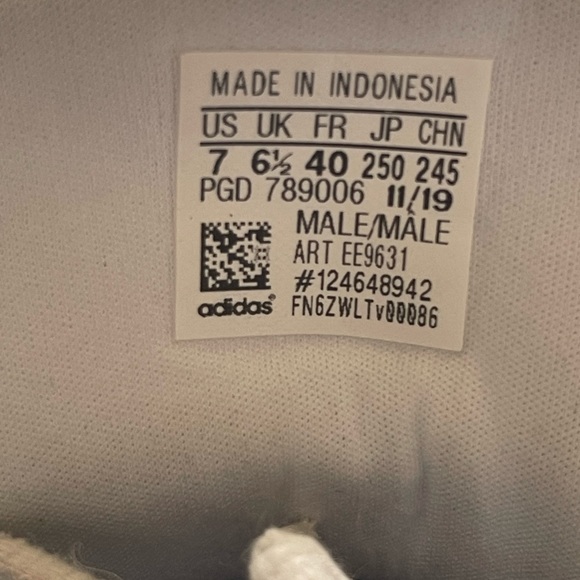 MADE IN INDONESIA
US UK FR JP CHN
7 6½ 40 250 245
PGD 789006 11/19
MALE/MÂLE
ART EE9631
#124648942
adidas® FN6ZWLTv00086